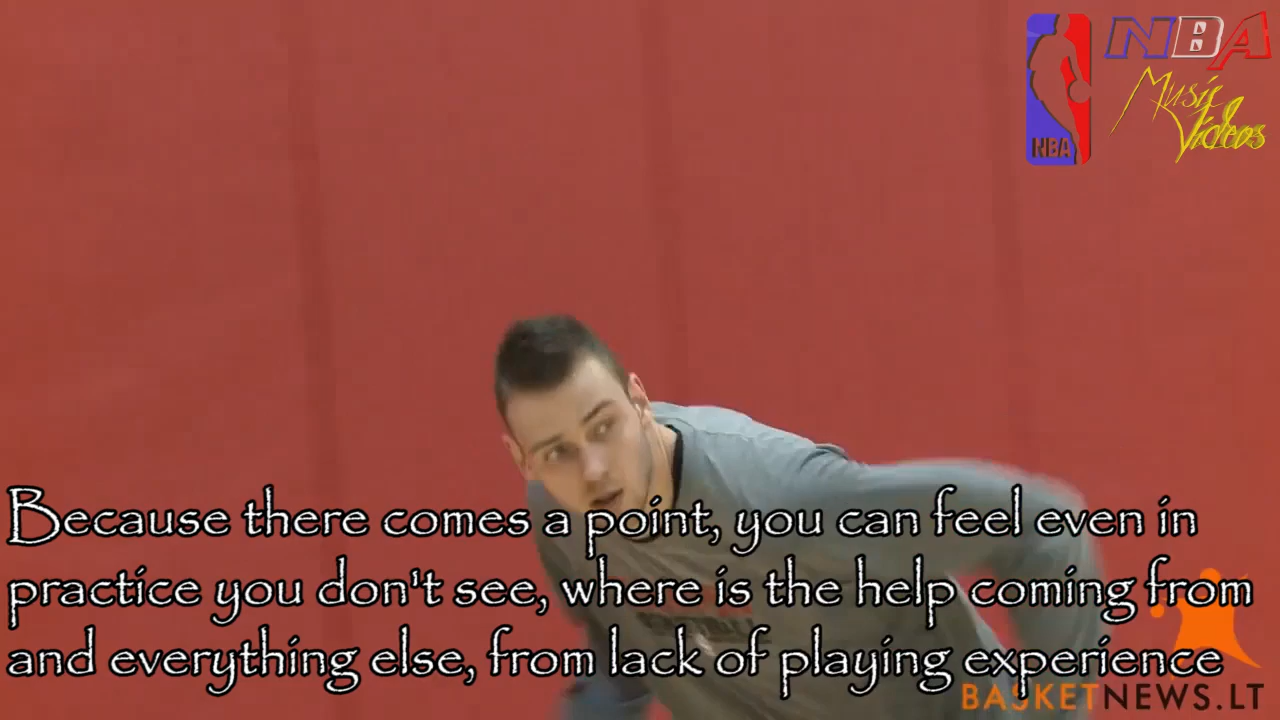 NBA
NBA
Music
Videos
Because there comes a point, you can feel even in
practice you don't see, where is the help coming from
and everything else, from lack of playing experience
BASKETNEWS.LT